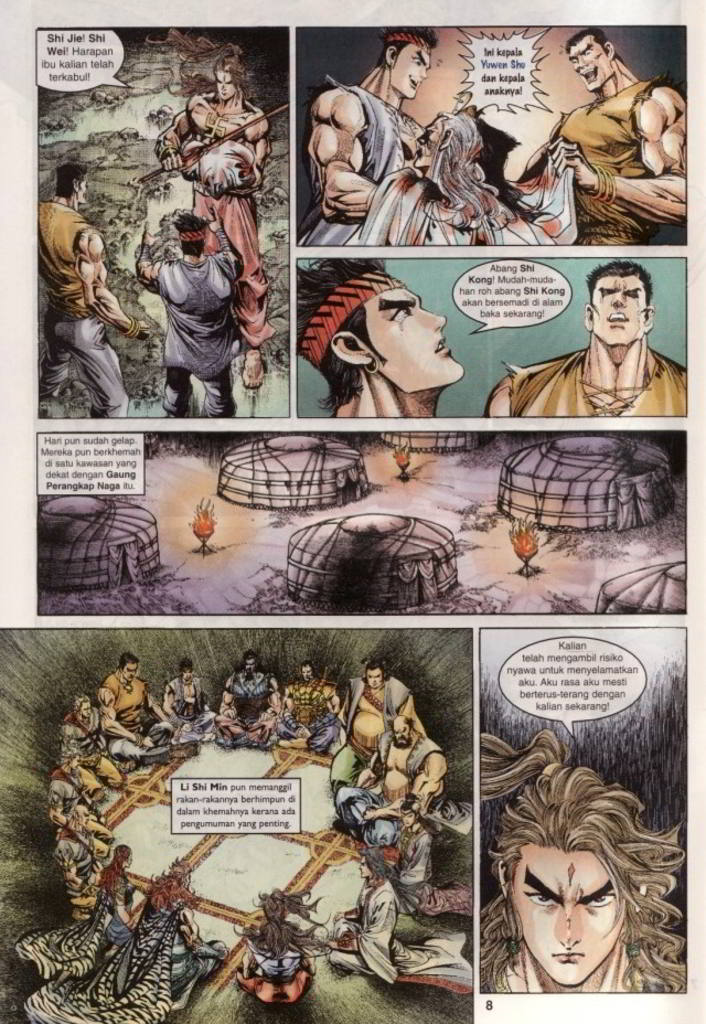 Shi Jie! Shi
Wei! Harapan
ibu kalian telah
terkabul!
Ini kepala
Yuwen Shu
dan kepala
anaknya!
Abang Shi
Kong! Mudah-muda-
han roh abang Shi Kong
akan bersemadi di alam
baka sekarang!
Hari pun sudah gelap.
Mereka pun berkhemah
di satu kawasan yang
dekat dengan Gaung
Perangkap Naga itu.
Li Shi Min pun memanggil
rakan-rakannya berhimpun di
dalam khemahnya kerana ada
pengumuman yang penting.
Kalian
telah mengambil risiko
nyawa untuk menyelamatkan
aku. Aku rasa aku mesti
berterus-terang dengan
kalian sekarang!
8